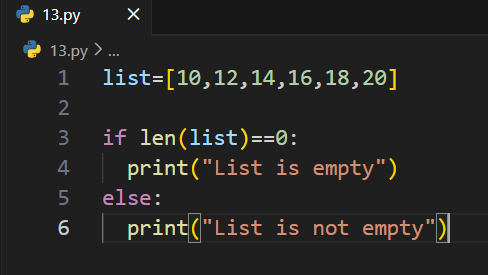 13.py ×
13.py > ...
1 list=[10,12,14,16,18,20]
2
3 if len(list)==0:
4   print("List is empty")
5 else:
6   print("List is not empty")